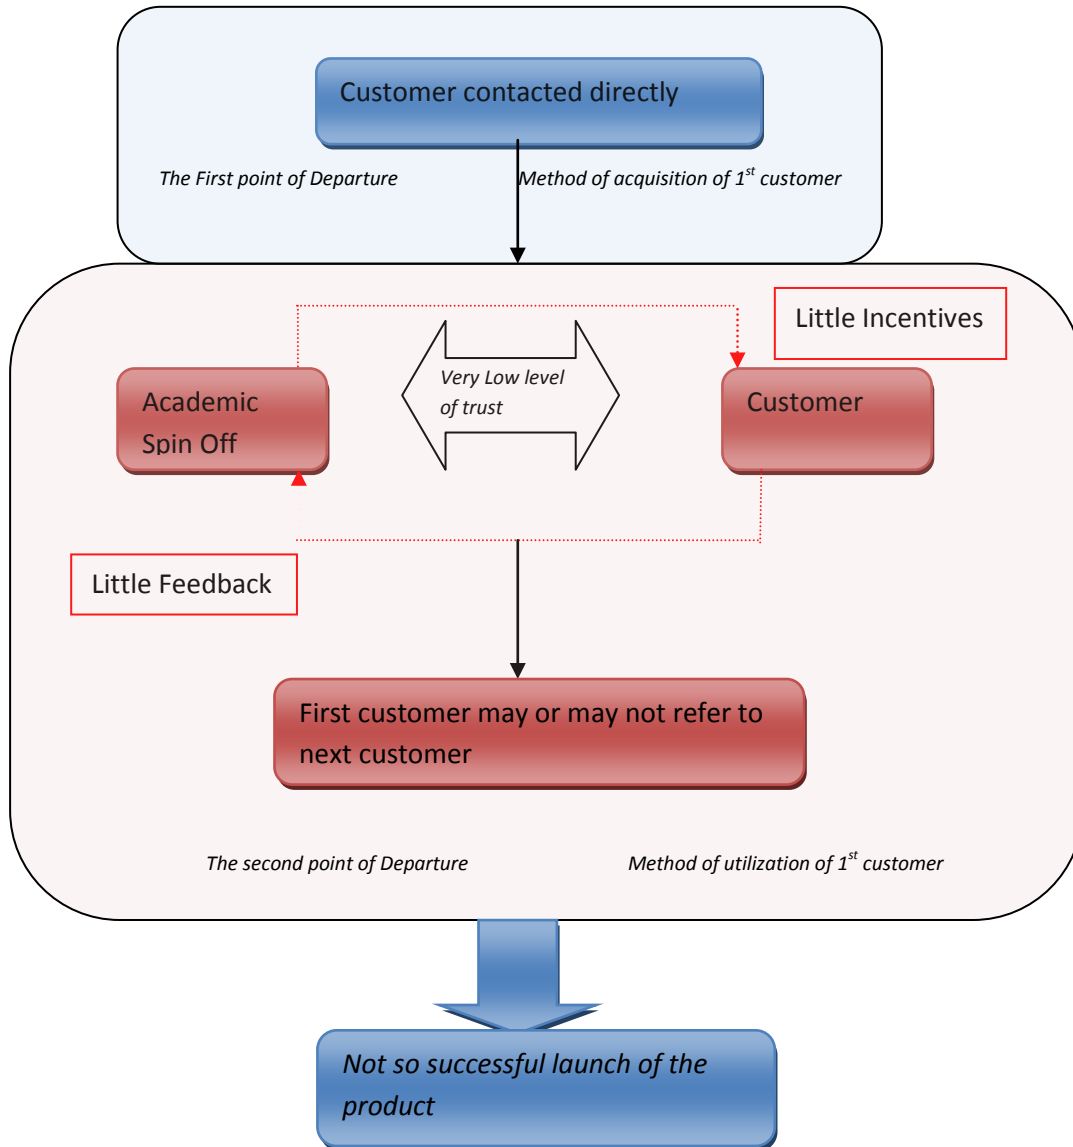 Customer contacted directly
The First point of Departure
Method of acquisition of 1st customer
Little Incentives
Academic
Spin Off
Very Low level
of trust
Customer
Little Feedback
First customer may or may not refer to
next customer
The second point of Departure
Method of utilization of 1st customer
Not so successful launch of the
product